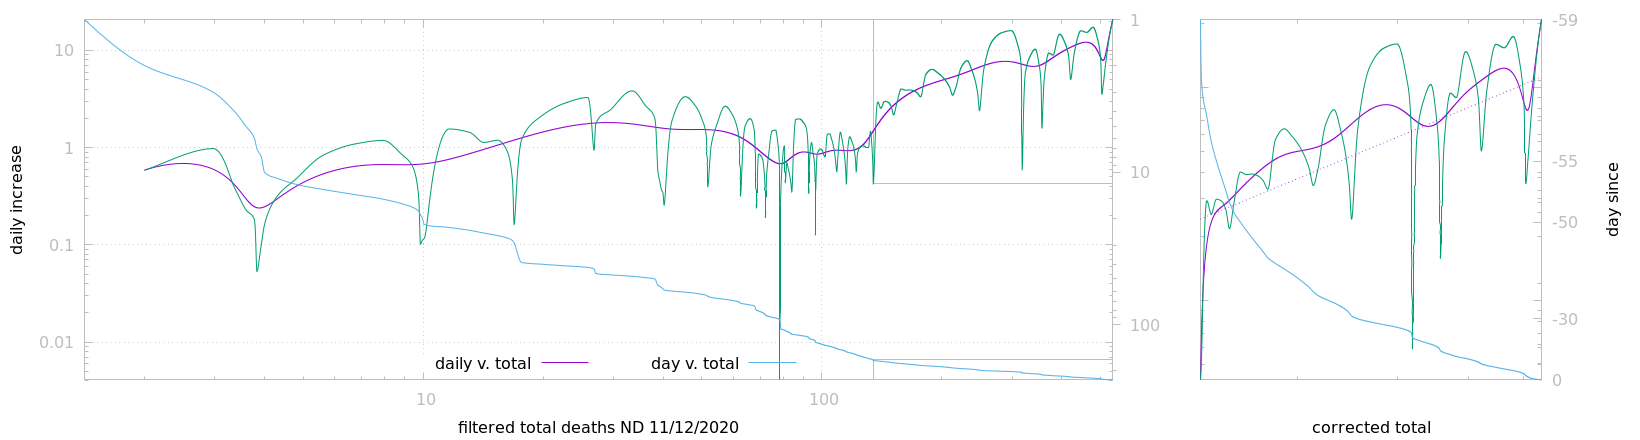 daily increase
10
1
0.1
0.01
daily v. total
day v. total
10
100
filtered total deaths ND 11/12/2020
1
10
100
-59
-55
-50
-30
0
day since
corrected total